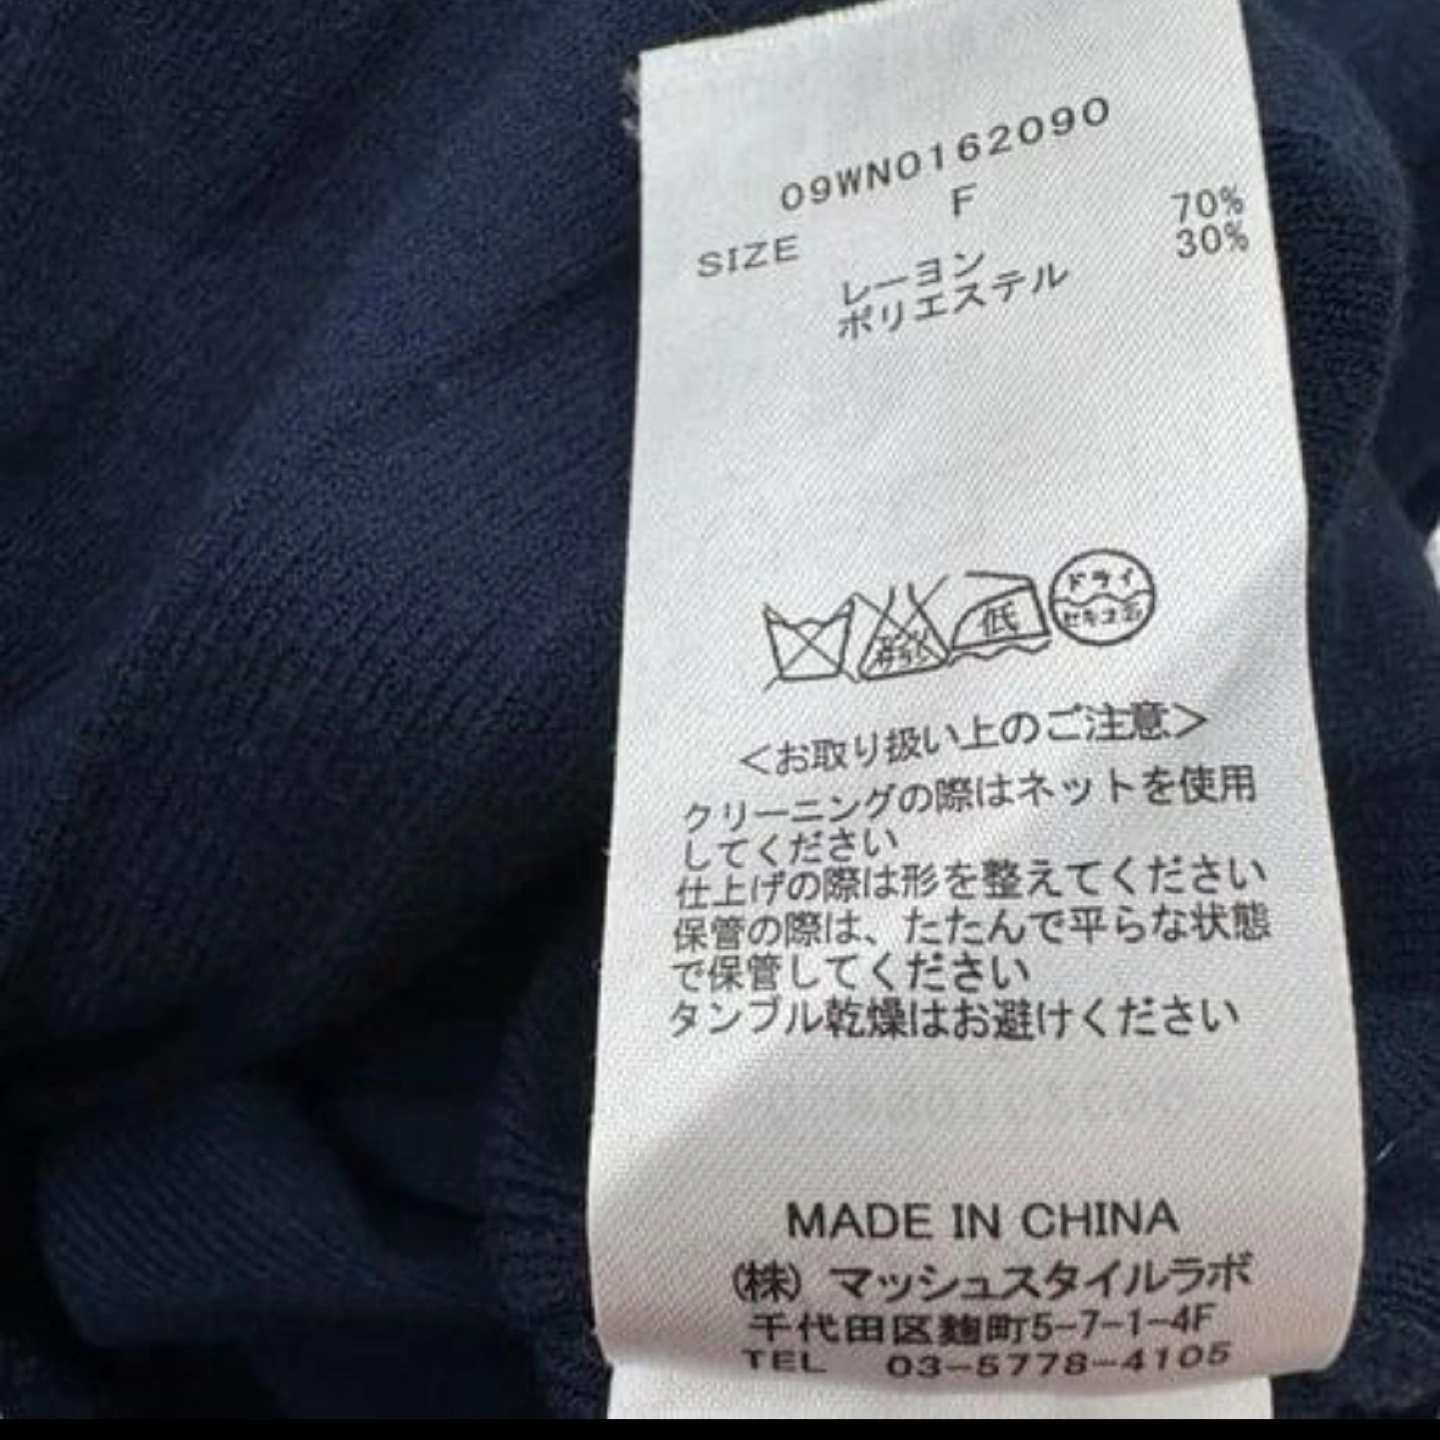 09WN0162090
SIZE F
レーヨン 70%
ポリエステル 30%
低
ドライ
セキユ系
<お取り扱い上のご注意>
クリーニングの際はネットを使用
してください
仕上げの際は形を整えてください
保管の際は、たたんで平らな状態
で保管してください
タンブル乾燥はお避けください
MADE IN CHINA
(株) マッシュスタイルラボ
千代田区麹町5-7-1-4F
TEL 03-5778-4105